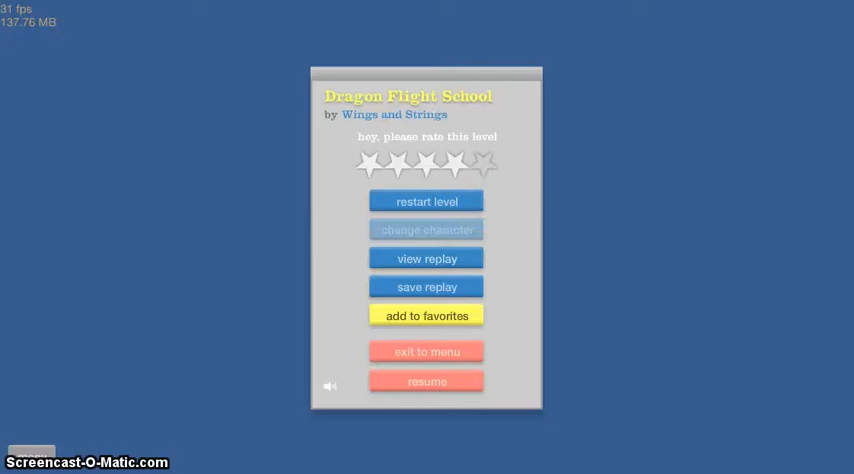 31 fps
137.76 MB
Dragon Flight School
by Wings and Strings
hey, please rate this level
restart level
change character
view replay
save replay
add to favorites
exit to menu
resume
menu
Screencast-O-Matic.com